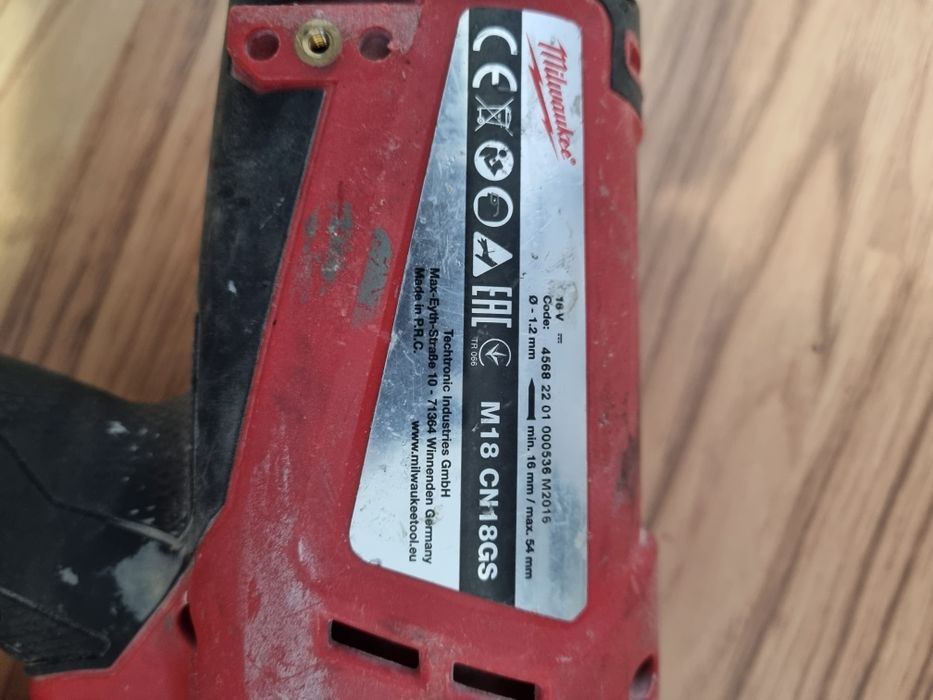 Milwaukee®
18 V ⎓
Code: 4568 22 01 000536 M2016
Ø - 1.2 mm min. 16 mm / max. 54 mm
CE EAC TR 066 M18 CN18GS
Techtronic Industries GmbH
Max-Eyth-Straße 10 - 71364 Winnenden Germany
Made in P.R.C. www.milwaukeetool.eu